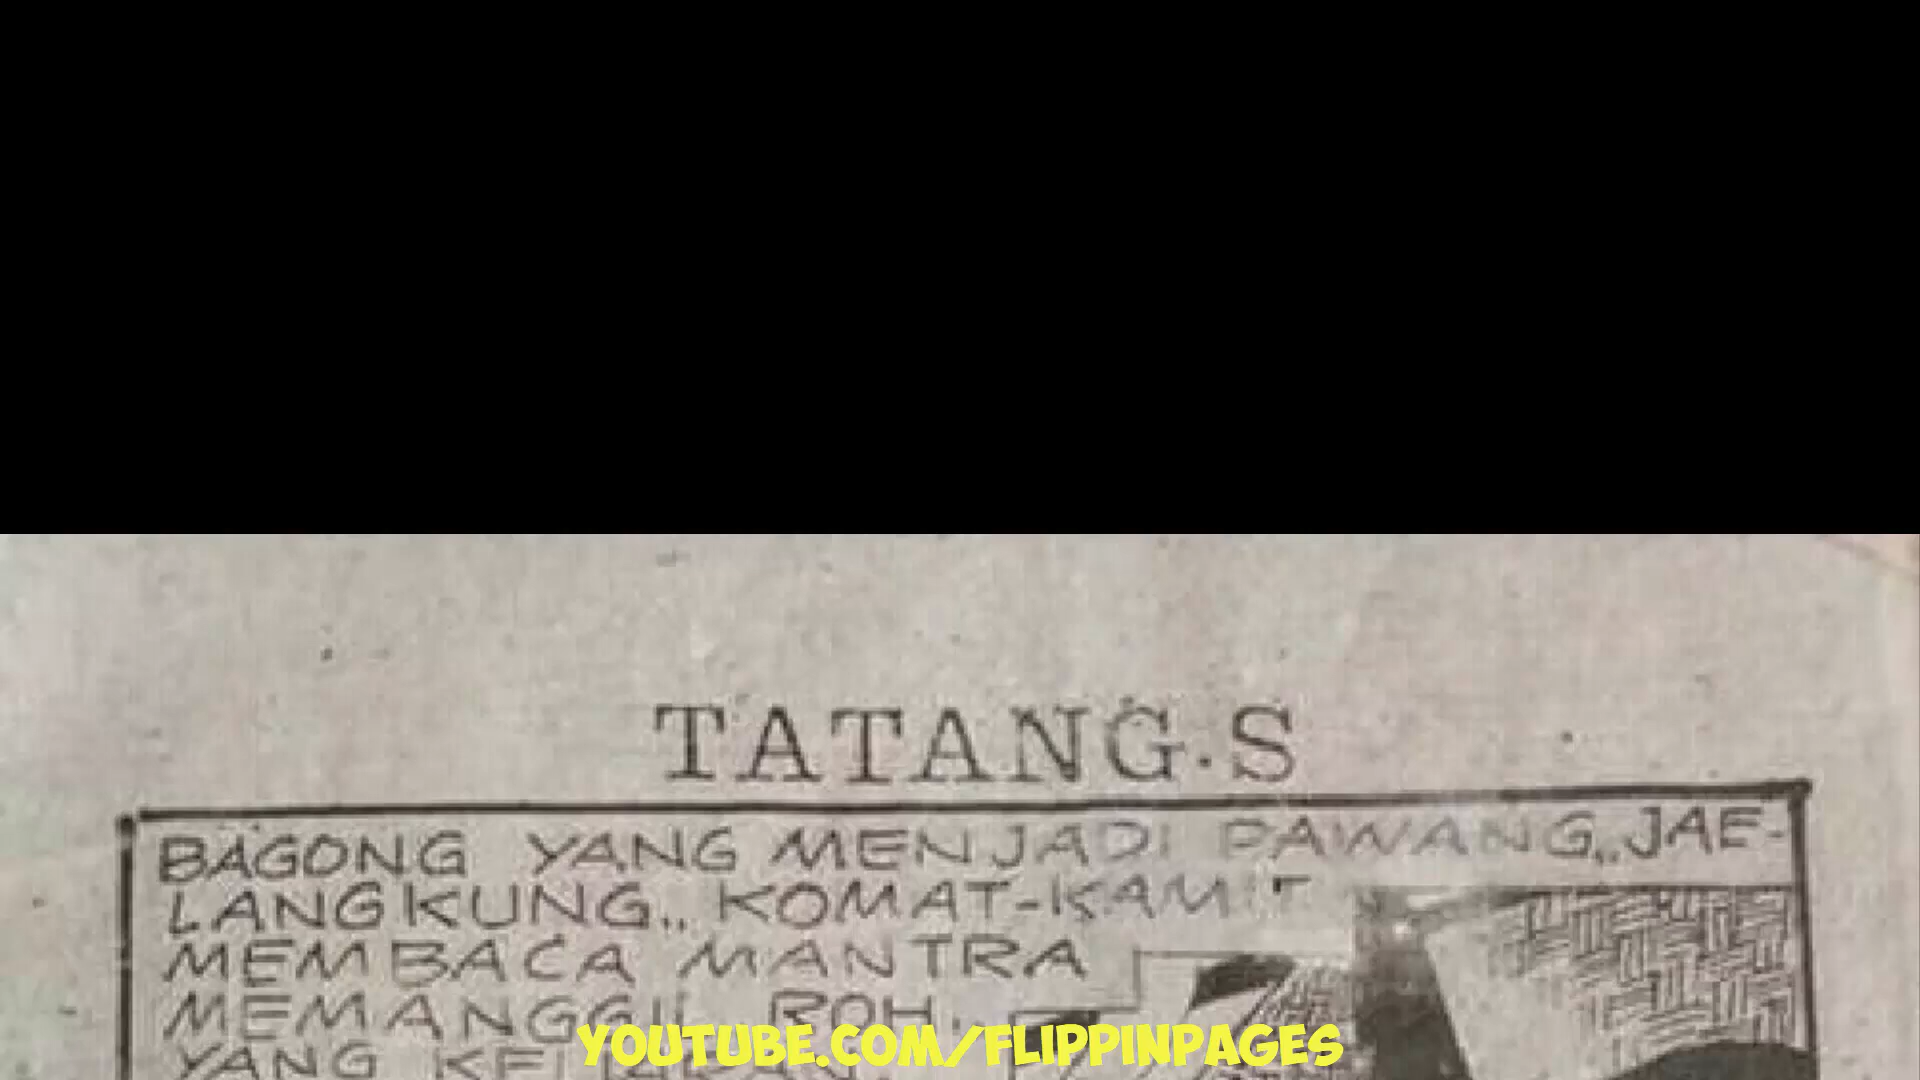 TATANG.S
BAGONG YANG MENJADI PAWANG,,JAE-
LANGKUNG,, KOMAT-KAMIT
MEMBACA MANTRA
MEMANGGIL ROH
YANG
YOUTUBE.COM/FLIPPINPAGES